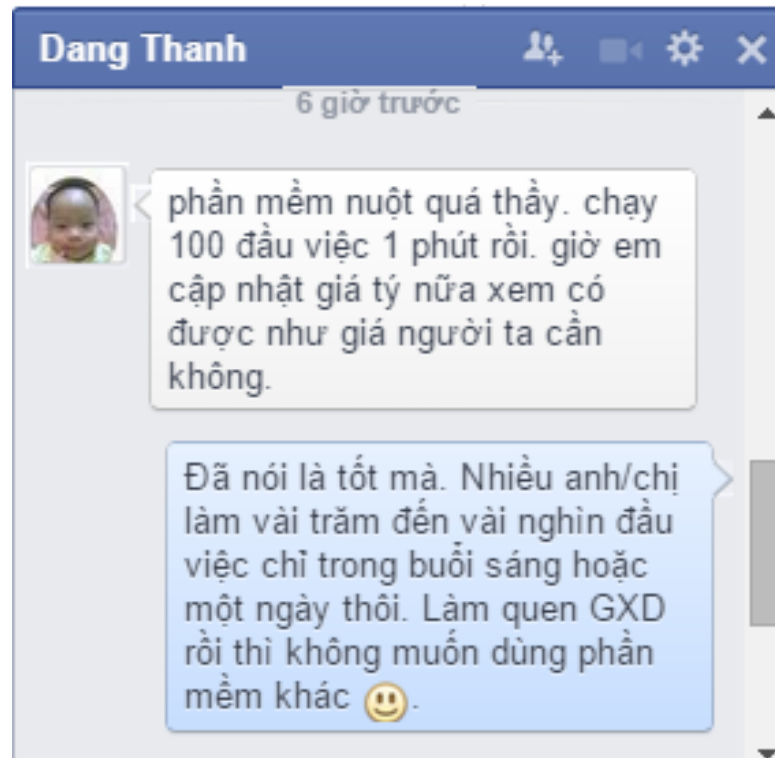 Dang Thanh
6 giờ trước
phần mềm nuột quá thầy. chạy
100 đầu việc 1 phút rồi. giờ em
cập nhật giá tý nữa xem có
được như giá người ta cần
không.
Đã nói là tốt mà. Nhiều anh/chị
làm vài trăm đến vài nghìn đầu
việc chỉ trong buổi sáng hoặc
một ngày thôi. Làm quen GXD
rồi thì không muốn dùng phần
mềm khác 😃.